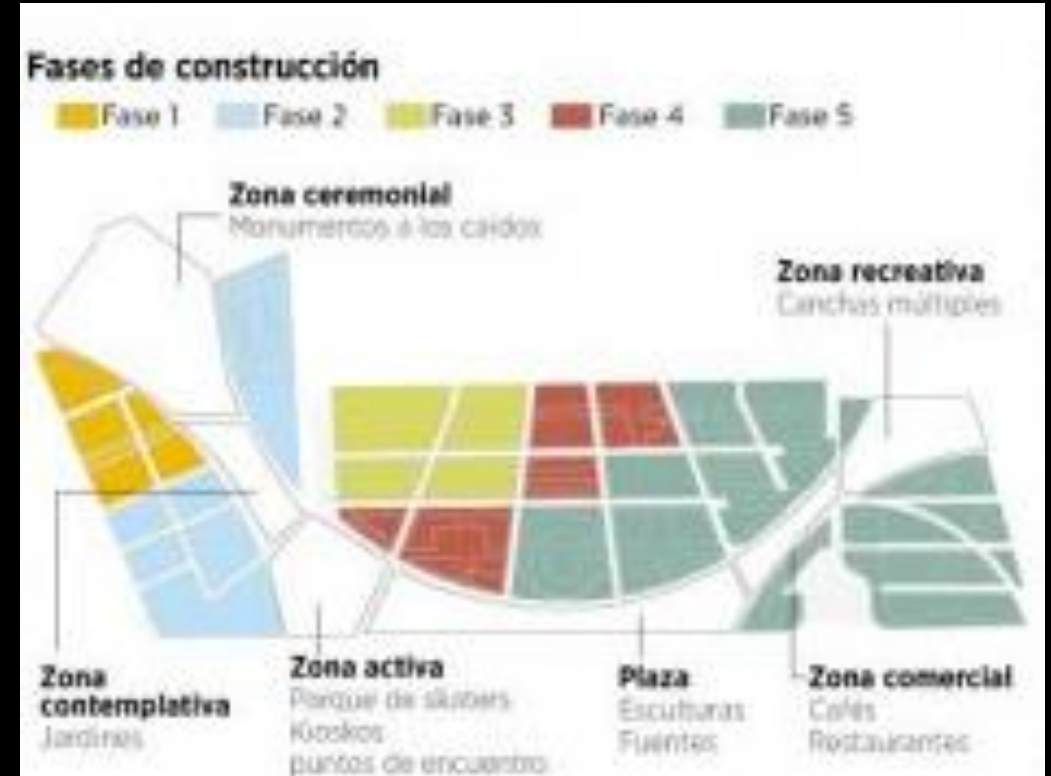 Fases de construcción
Fase 1 Fase 2 Fase 3 Fase 4 Fase 5
Zona ceremonial
Monumentos a los caídos
Zona recreativa
Canchas múltiples
Zona
contemplativa
Jardines
Zona activa
Parque de skaters
Kioskos
puntos de encuentro
Plaza
Esculturas
Fuentes
Zona comercial
Cafés
Restaurantes